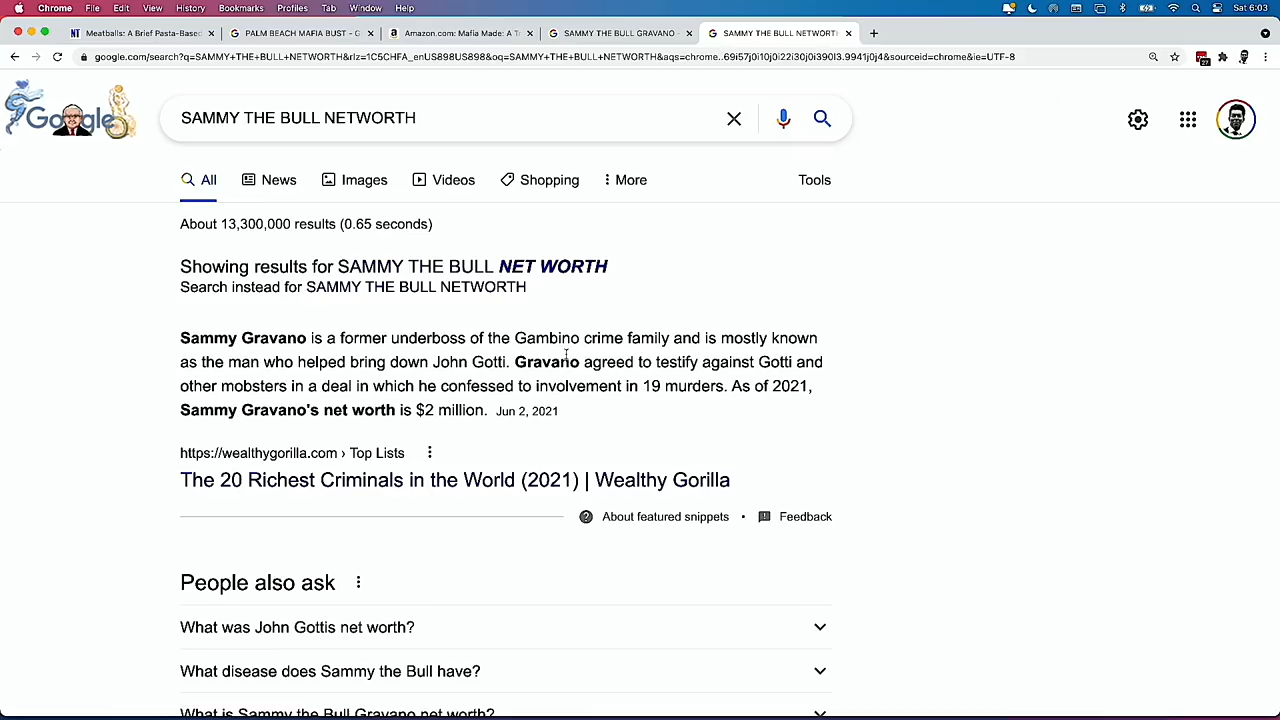 Chrome File Edit View History Bookmarks Profiles Tab Window Help Sat 6:03
Meatballs: A Brief Pasta-Base PALM BEACH MAFIA BUST - G Amazon.com: Mafia Made: A T SAMMY THE BULL GRAVANO - SAMMY THE BULL NETWORTH
google.com/search?q=SAMMY+THE+BULL+NETWORTH&rlz=1C5CHFA_enUS898US898&oq=SAMMY+THE+BULL+NETWORTH&aqs=chrome..69i57j0i10j0i22i30j0i390l3.9941j0j4&sourceid=chrome&ie=UTF-8
Google
SAMMY THE BULL NETWORTH
All News Images Videos Shopping More Tools
About 13,300,000 results (0.65 seconds)
Showing results for SAMMY THE BULL NET WORTH
Search instead for SAMMY THE BULL NETWORTH
Sammy Gravano is a former underboss of the Gambino crime family and is mostly known
as the man who helped bring down John Gotti. Gravano agreed to testify against Gotti and
other mobsters in a deal in which he confessed to involvement in 19 murders. As of 2021,
Sammy Gravano's net worth is $2 million. Jun 2, 2021
https://wealthygorilla.com › Top Lists
The 20 Richest Criminals in the World (2021) | Wealthy Gorilla
About featured snippets • Feedback
People also ask
What was John Gottis net worth?
What disease does Sammy the Bull have?
What is Sammy the Bull Gravano net worth?